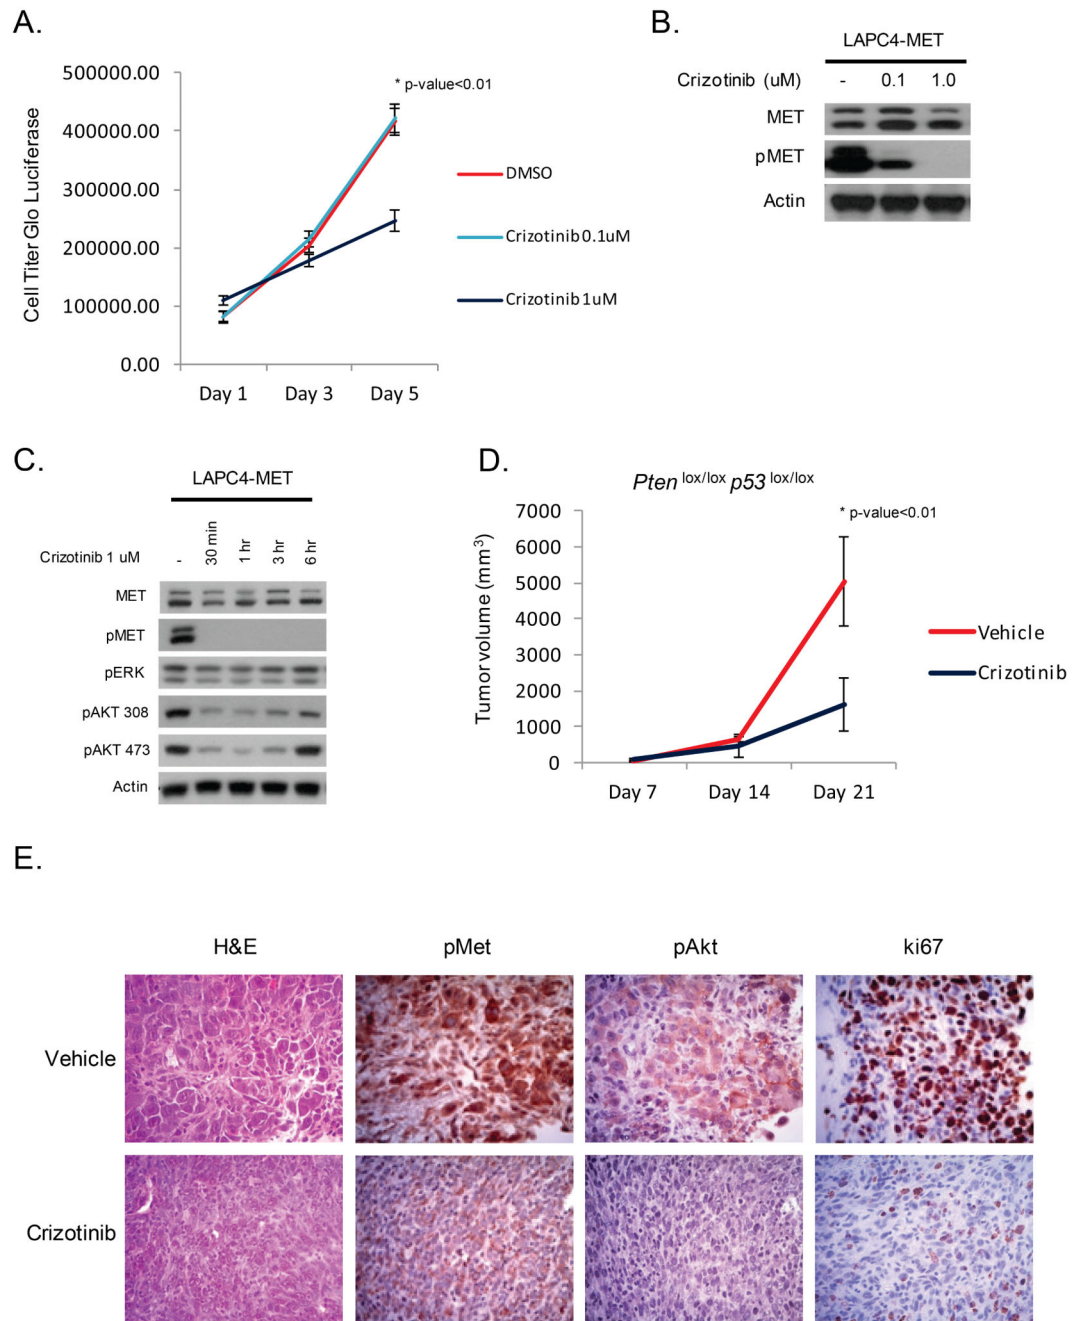 A.
500000.00
400000.00
300000.00
200000.00
100000.00
0.00
Cell Titer Glo Luciferase
Day 1 Day 3 Day 5
* p-value<0.01
DMSO
Crizotinib 0.1uM
Crizotinib 1uM
B.
LAPC4-MET
Crizotinib (uM) - 0.1 1.0
MET
pMET
Actin
C.
LAPC4-MET
Crizotinib 1 uM - 30 min 1 hr 3 hr 6 hr
MET
pMET
pERK
pAKT 308
pAKT 473
Actin
D.
Pten lox/lox p53 lox/lox
7000
6000
5000
4000
3000
2000
1000
0
Tumor volume (mm3)
Day 7 Day 14 Day 21
* p-value<0.01
Vehicle
Crizotinib
E.
H&E pMet pAkt ki67
Vehicle
Crizotinib